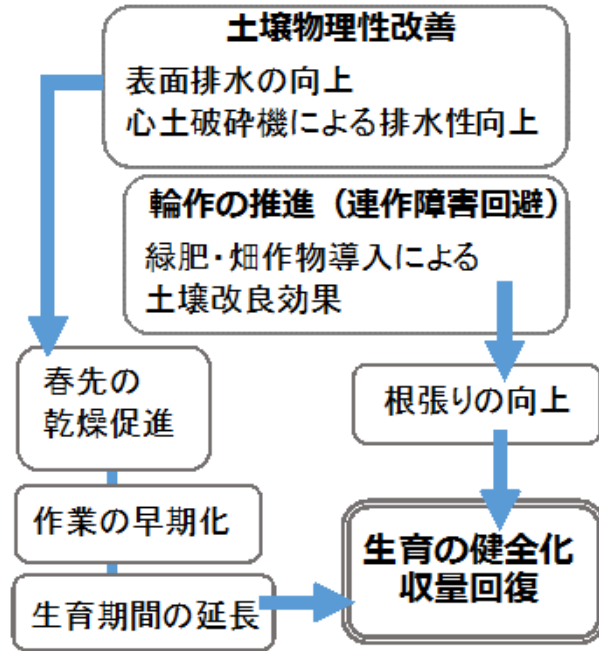 土壌物理性改善
表面排水の向上
心土破砕機による排水性向上
輪作の推進（連作障害回避）
緑肥・畑作物導入による
土壌改良効果
春先の
乾燥促進
根張りの向上
作業の早期化
生育期間の延長
生育の健全化
収量回復